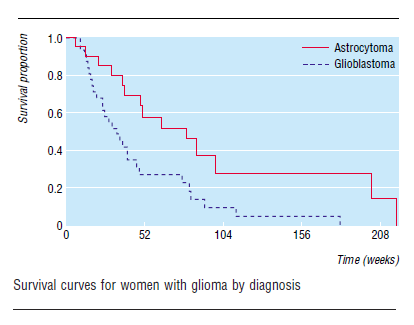 Survival proportion
1.0
0.8
0.6
0.4
0.2
0
Astrocytoma
Glioblastoma
0 52 104 156 208
Time (weeks)
Survival curves for women with glioma by diagnosis